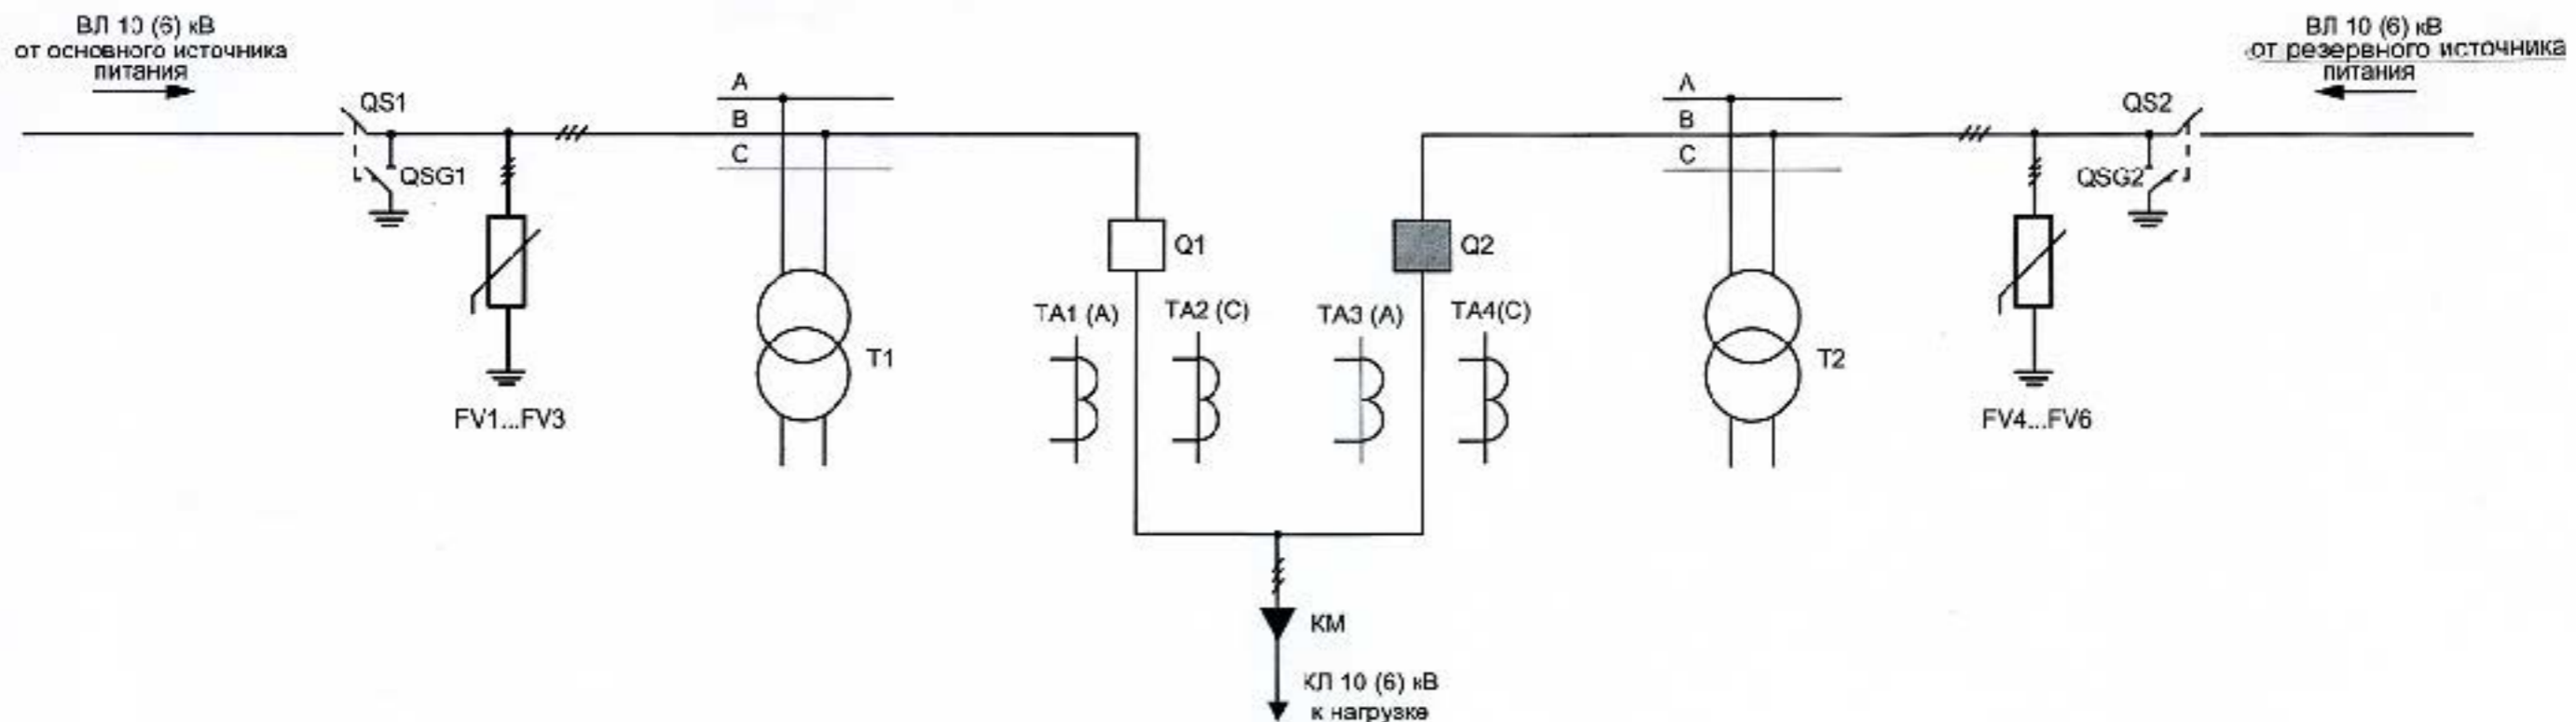 ВЛ 10 (6) кВ
от основного источника
питания
ВЛ 10 (6) кВ
от резервного источника
питания
QS1
QSG1
FV1...FV3
A
B
C
T1
Q1
TA1 (A)
TA2 (C)
Q2
TA3 (A)
TA4(C)
A
B
C
T2
QS2
QSG2
FV4...FV6
КМ
КЛ 10 (6) кВ
к нагрузке